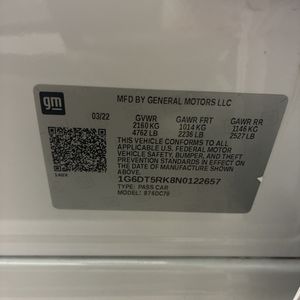 gm
MFD BY GENERAL MOTORS LLC
03/22
GVWR GAWR FRT GAWR RR
2160 KG 1014 KG 1146 KG
4762 LB 2236 LB 2527 LB
THIS VEHICLE CONFORMS TO ALL
APPLICABLE U.S. FEDERAL MOTOR
VEHICLE SAFETY, BUMPER, AND THEFT
PREVENTION STANDARDS IN EFFECT ON
THE DATE OF MANUFACTURE SHOWN
ABOVE.
1G6DT5RK8N0122657
TYPE: PASS CAR
MODEL: